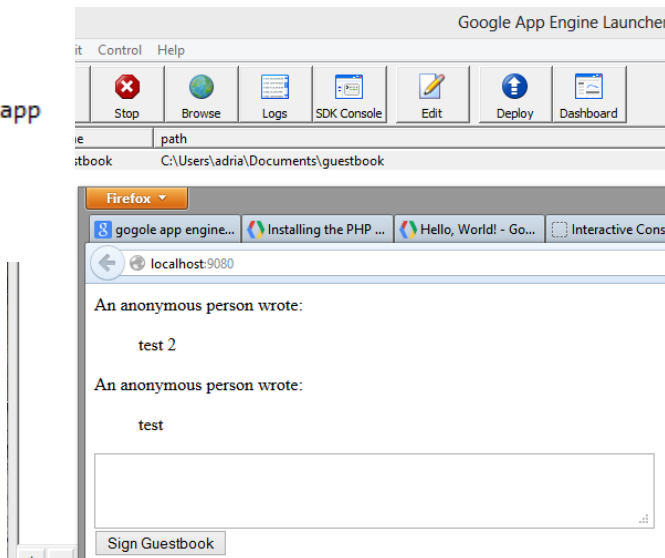 Google App Engine Launcher
it Control Help
app
Stop Browse Logs SDK Console Edit Deploy Dashboard
e path
stbook C:\Users\adria\Documents\guestbook
Firefox
gogole app engine... Installing the PHP ... Hello, World! - Go... Interactive Cons
localhost:9080
An anonymous person wrote:
test 2
An anonymous person wrote:
test
Sign Guestbook